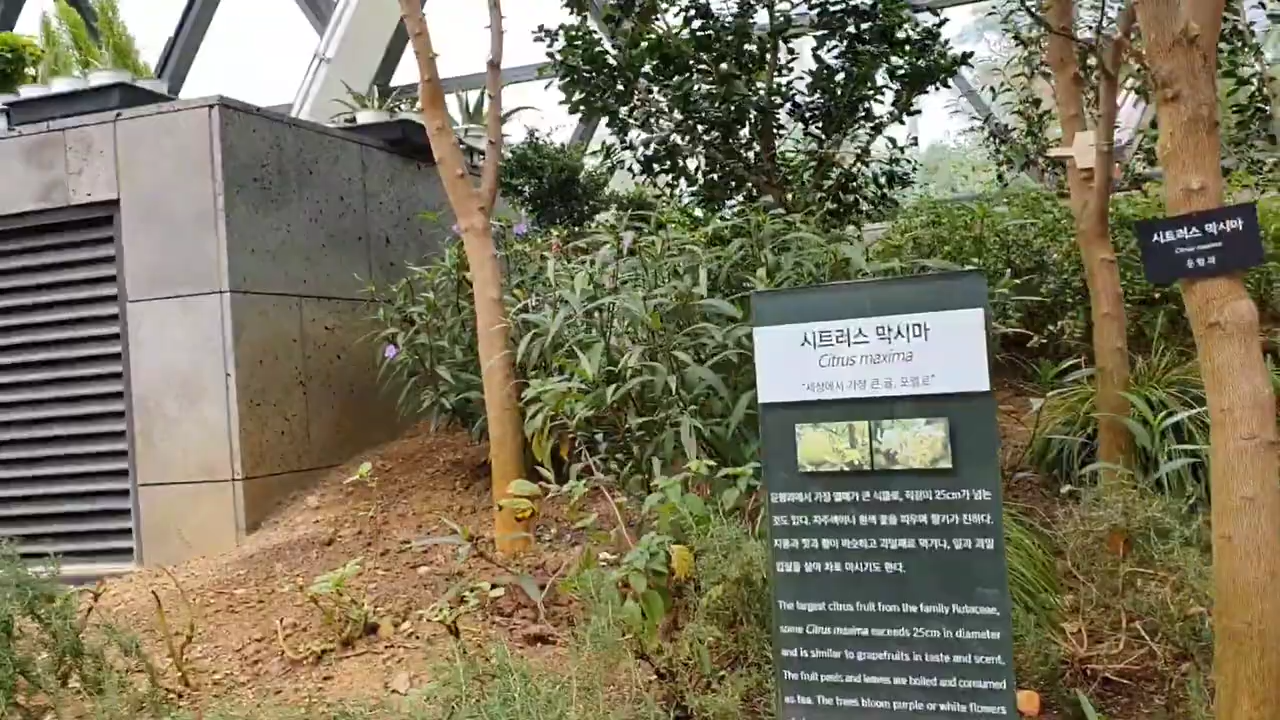 시트러스 막시마
Citrus maxima
"세상에서 가장 큰 귤, 포멜로"
운향과에서 가장 열매가 큰 식물로, 직경이 25cm가 넘는
것도 있다. 자주색이나 흰색 꽃을 피우며 향기가 진하다.
자몽과 맛과 향이 비슷하고 과일째로 먹거나, 잎과 과일
껍질을 삶아 차로 마시기도 한다.
The largest citrus fruit from the family Rutaceae,
some Citrus maxima exceeds 25cm in diameter
and is similar to grapefruits in taste and scent.
The fruit peels and leaves are boiled and consumed
as tea. The trees bloom purple or white flowers
시트러스 막시마
Citrus maxima
운향과